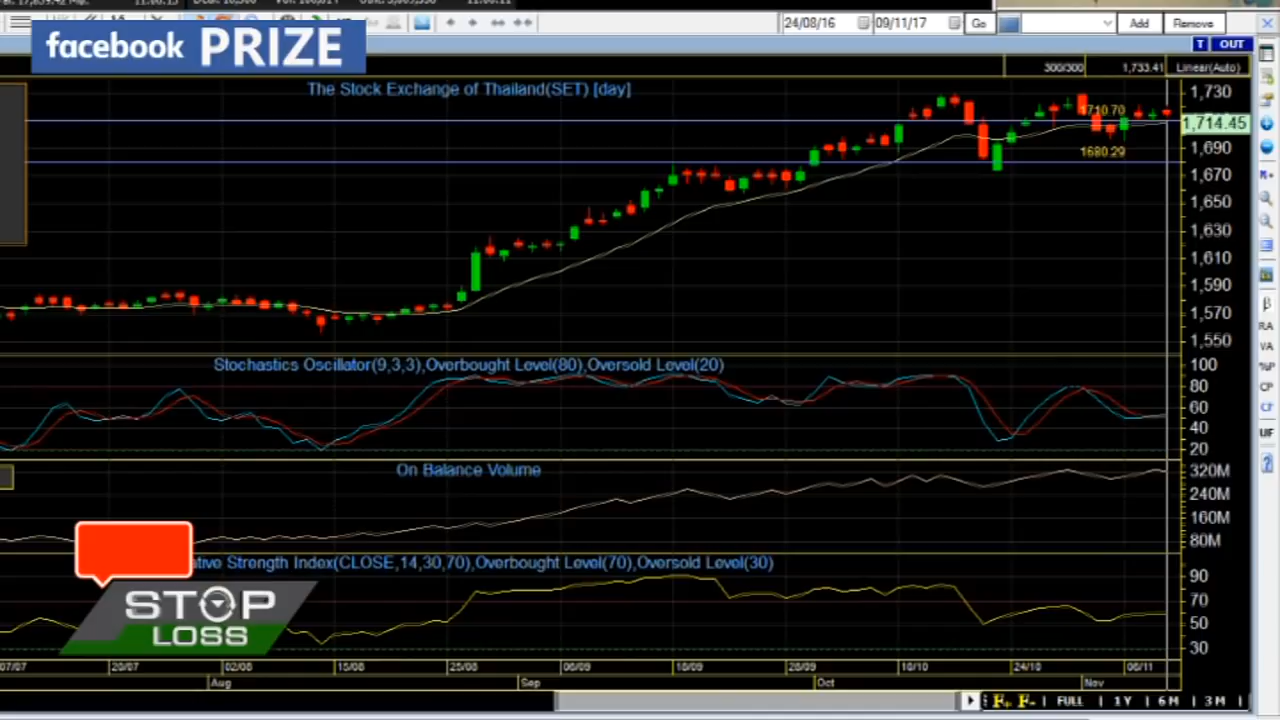 24/08/16 09/11/17 Go Add Remove
facebook PRIZE
T OUT
300/300 1,733.41 Linear(Auto)
The Stock Exchange of Thailand(SET) [day]
1,730
1710.70
1,714.45
1,690
1680.29
1,670
1,650
1,630
1,610
1,590
1,570
1,550
Stochastics Oscillator(9,3,3),Overbought Level(80),Oversold Level(20)
100
80
60
40
20
On Balance Volume
320M
240M
160M
80M
ative Strength Index(CLOSE,14,30,70),Overbought Level(70),Oversold Level(30)
90
70
50
30
STOP
LOSS
07/07 20/07 02/08 15/08 25/08 06/09 18/09 28/09 10/10 24/10 06/11
Aug Sep Oct Nov
FULL 1 Y 6 M 3 M
β
RA
VA
%P
CP
CF
UF